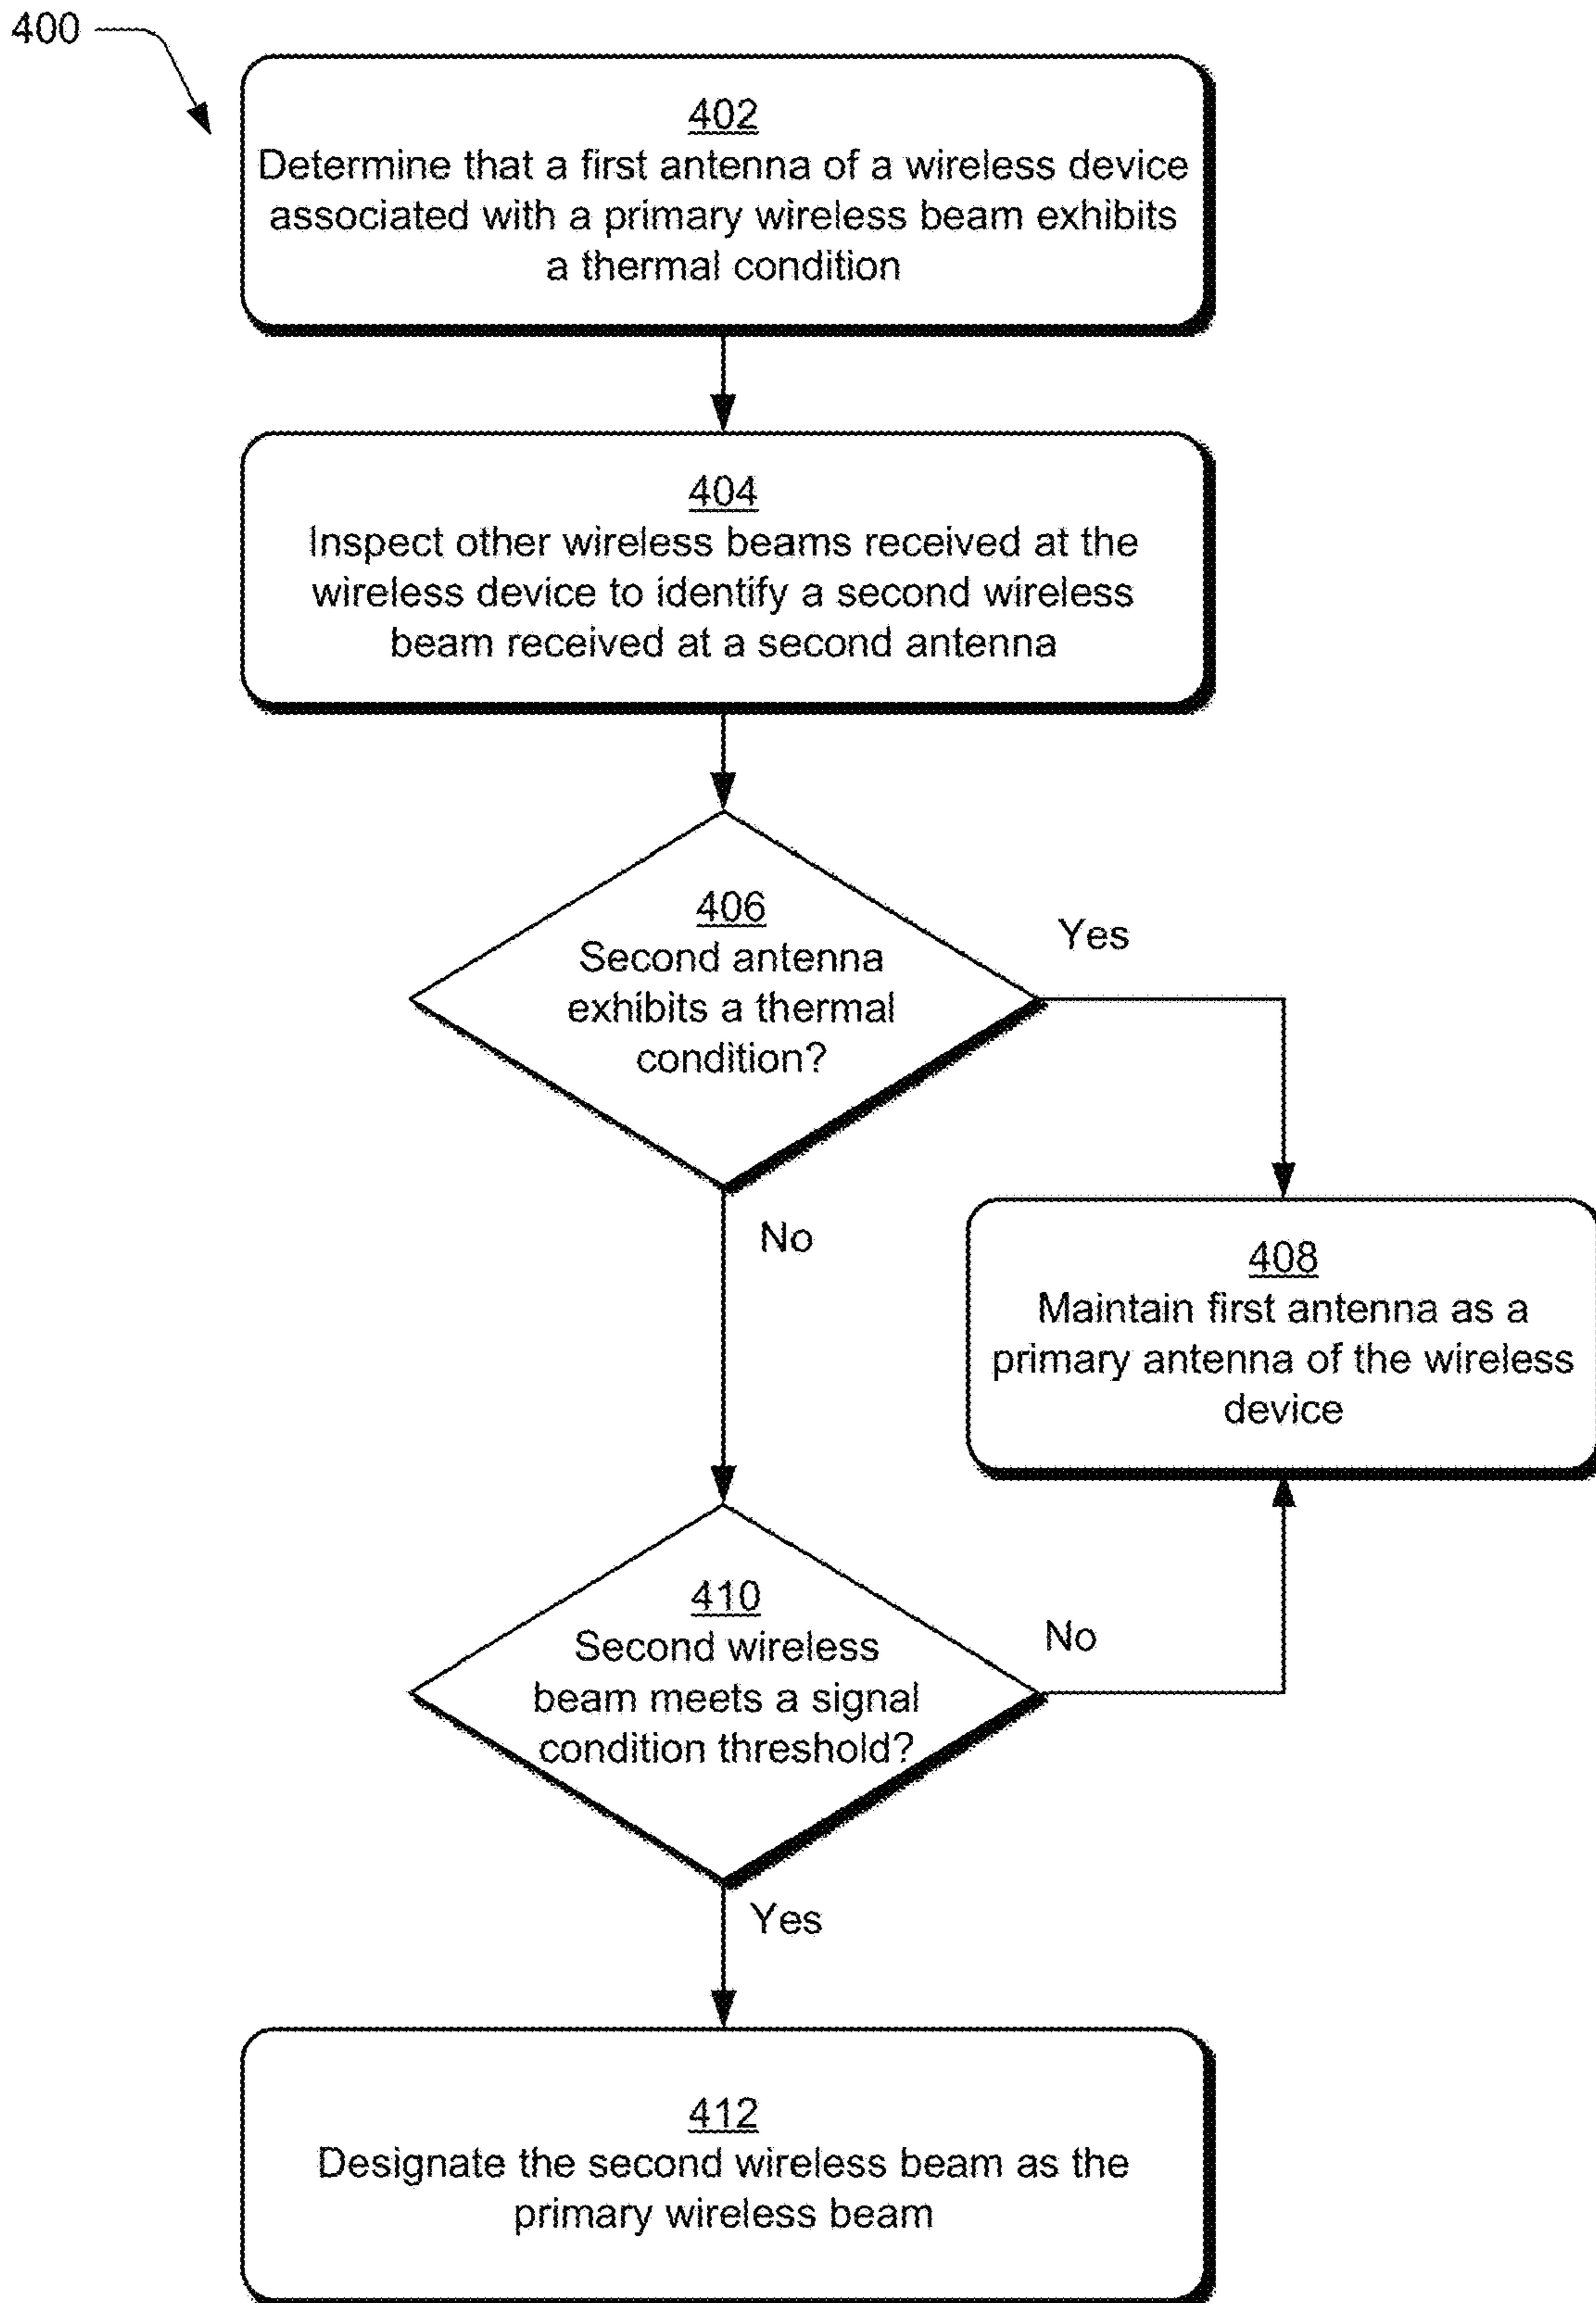 400
402
Determine that a first antenna of a wireless device
associated with a primary wireless beam exhibits
a thermal condition
404
Inspect other wireless beams received at the
wireless device to identify a second wireless
beam received at a second antenna
406
Second antenna
exhibits a thermal
condition?
Yes
No
408
Maintain first antenna as a
primary antenna of the wireless
device
410
Second wireless
beam meets a signal
condition threshold?
No
Yes
412
Designate the second wireless beam as the
primary wireless beam